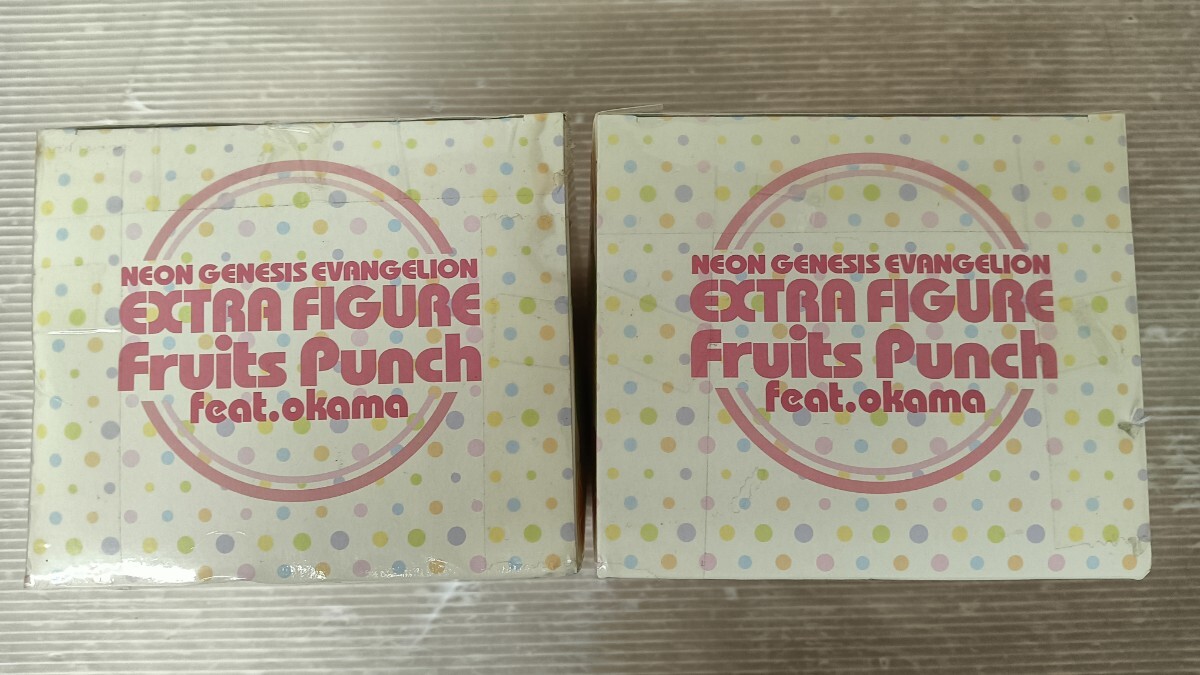 NEON GENESIS EVANGELION
EXTRA FIGURE
Fruits Punch
feat.okama
NEON GENESIS EVANGELION
EXTRA FIGURE
Fruits Punch
feat.okama